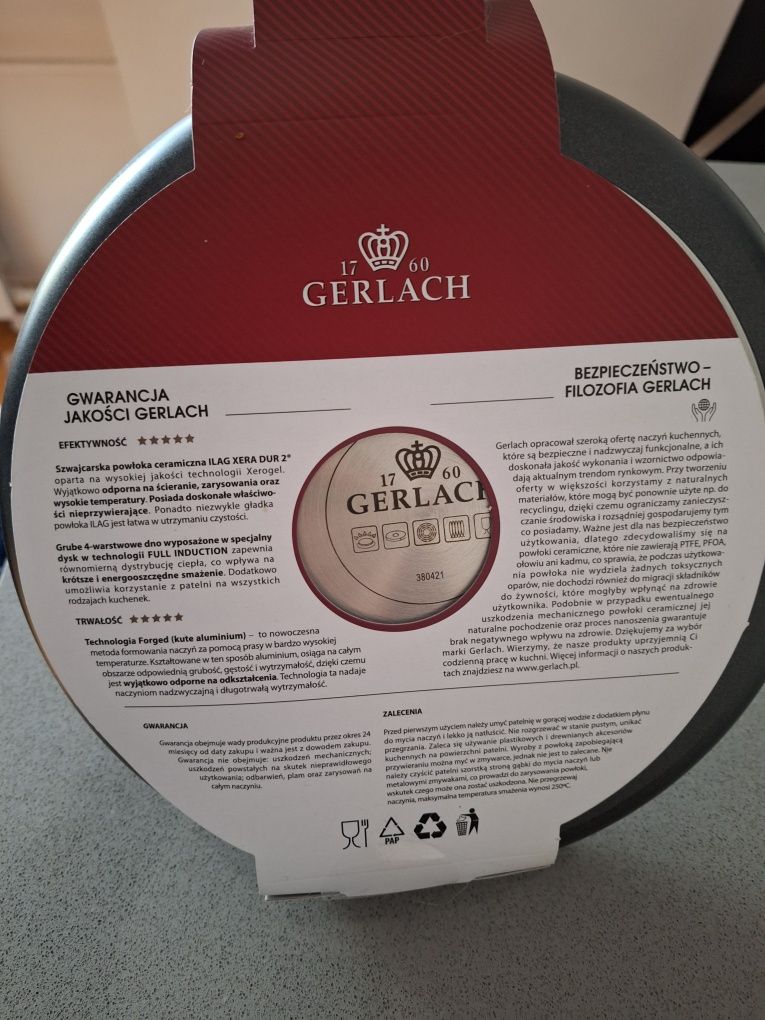 17 60
GERLACH
GWARANCJA
JAKOŚCI GERLACH
EFEKTYWNOŚĆ
Szwajcarska powłoka ceramiczna ILAG XERA DUR 2*
oparta na wysokiej jakości technologii Xerogel.
Wyjątkowo odporna na ścieranie, zarysowania oraz
wysokie temperatury. Posiada doskonałe właściwo-
ści nieprzywierające. Ponadto niezwykle gładka
powłoka ILAG jest łatwa w utrzymaniu czystości.
Grube 4-warstwowe dno wyposażone w specjalny
dysk w technologii FULL INDUCTION zapewnia
równomierną dystrybucję ciepła, co wpływa na
krótsze i energooszczędne smażenie. Dodatkowo
umożliwia korzystanie z patelni na wszystkich
rodzajach kuchenek.
TRWAŁOŚĆ
Technologia Forged (kute aluminium) – to nowoczesna
metoda formowania naczyń za pomocą prasy w bardzo wysokiej
temperaturze. Kształtowane w ten sposób aluminium, osiąga na całym
obszarze odpowiednią grubość, gęstość i wytrzymałość, dzięki czemu
jest wyjątkowo odporne na odkształcenia. Technologia ta nadaje
naczyniom nadzwyczajną i długotrwałą wytrzymałość.
17 60
GERLACH
380421
BEZPIECZEŃSTWO –
FILOZOFIA GERLACH
Gerlach opracował szeroką ofertę naczyń kuchennych,
które są bezpieczne i nadzwyczaj funkcjonalne, a ich
doskonała jakość wykonania i wzornictwo odpowia-
dają aktualnym trendom rynkowym. Przy tworzeniu
oferty w większości korzystamy z naturalnych
materiałów, które mogą być ponownie użyte np. do
recyclingu, dzięki czemu ograniczamy zanieczysz-
czanie środowiska i rozsądniej gospodarujemy tym
co posiadamy. Ważne jest dla nas bezpieczeństwo
użytkowania, dlatego zdecydowaliśmy się na
powłoki ceramiczne, które nie zawierają PTFE, PFOA,
ołowiu ani kadmu, co sprawia, że podczas użytkowa-
nia powłoka nie wydziela żadnych toksycznych
oparów, nie dochodzi również do migracji składników
do żywności, które mogłyby wpłynąć na zdrowie
użytkownika. Podobnie w przypadku ewentualnego
uszkodzenia mechanicznego powłoki ceramicznej jej
naturalne pochodzenie oraz proces nanoszenia gwarantuje
brak negatywnego wpływu na zdrowie. Dziękujemy za wybór
marki Gerlach. Wierzymy, że nasze produkty uprzyjemnią Ci
codzienną pracę w kuchni. Więcej informacji o naszych produk-
tach znajdziesz na www.gerlach.pl.
GWARANCJA
Gwarancja obejmuje wady produkcyjne produktu przez okres 24
miesięcy od daty zakupu i ważna jest z dowodem zakupu.
Gwarancja nie obejmuje: uszkodzeń mechanicznych;
uszkodzeń powstałych na skutek nieprawidłowego
użytkowania; odbarwień, plam oraz zarysowań na
całym naczyniu.
ZALECENIA
Przed pierwszym użyciem należy umyć patelnię w gorącej wodzie z dodatkiem płynu
do mycia naczyń i lekko ją natłuścić. Nie rozgrzewać w stanie pustym, unikać
przegrzania. Zaleca się używanie plastikowych i drewnianych akcesoriów
kuchennych na powierzchni patelni. Wyroby z powłoką zapobiegającą
przywieraniu można myć w zmywarce, jednak nie jest to zalecane. Nie
należy czyścić patelni szorstką stroną gąbki do mycia naczyń lub
metalowymi zmywakami, co prowadzi do zarysowania powłoki,
wskutek czego może ona zostać uszkodzona. Nie przegrzewaj
naczynia, maksymalna temperatura smażenia wynosi 250°C.
PAP